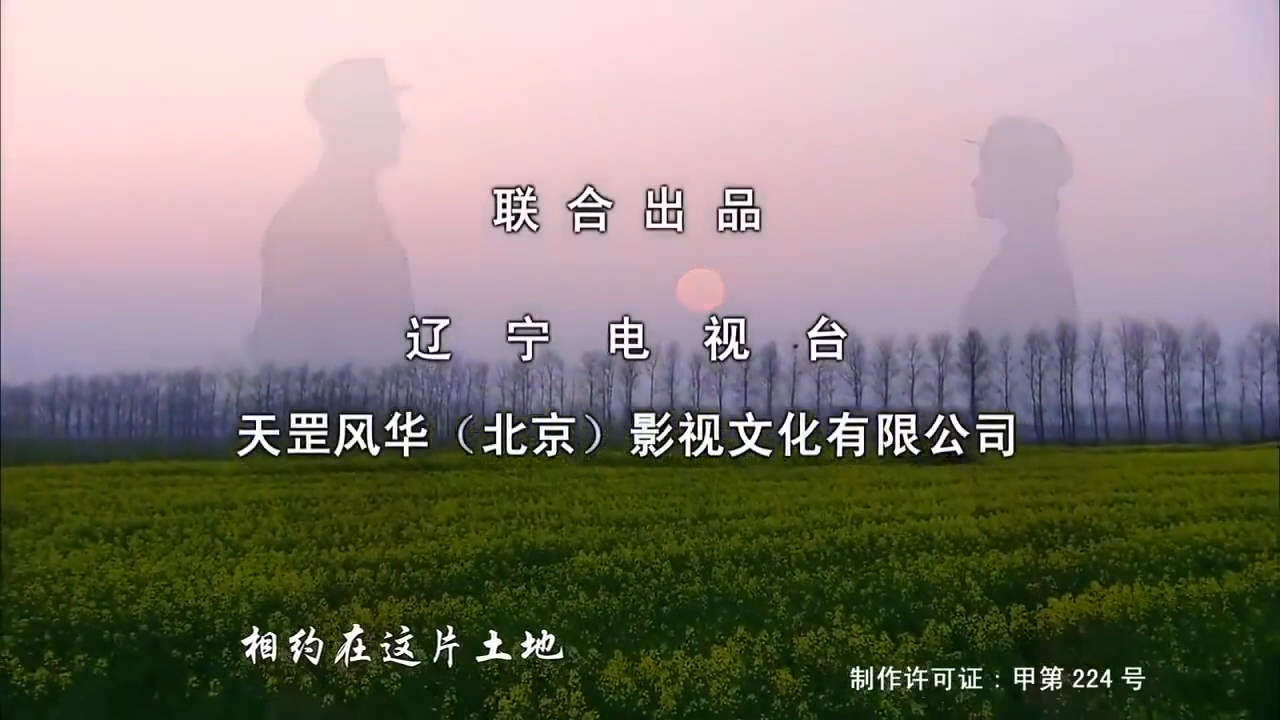 联合出品
辽宁电视台
天罡风华（北京）影视文化有限公司
相约在这片土地
制作许可证：甲第224号